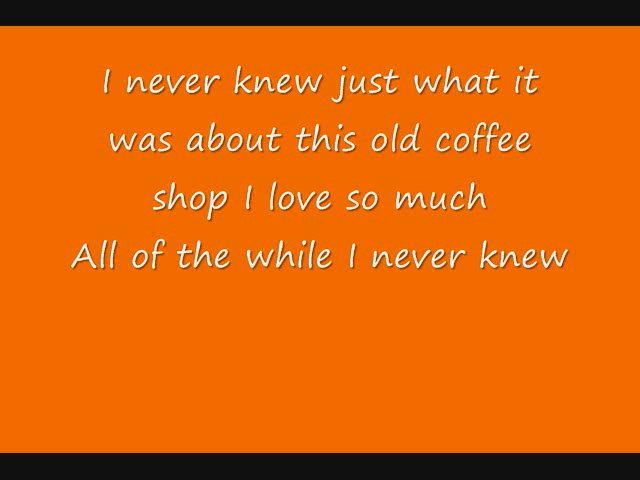 I never knew just what it
was about this old coffee
shop I love so much
All of the while I never knew